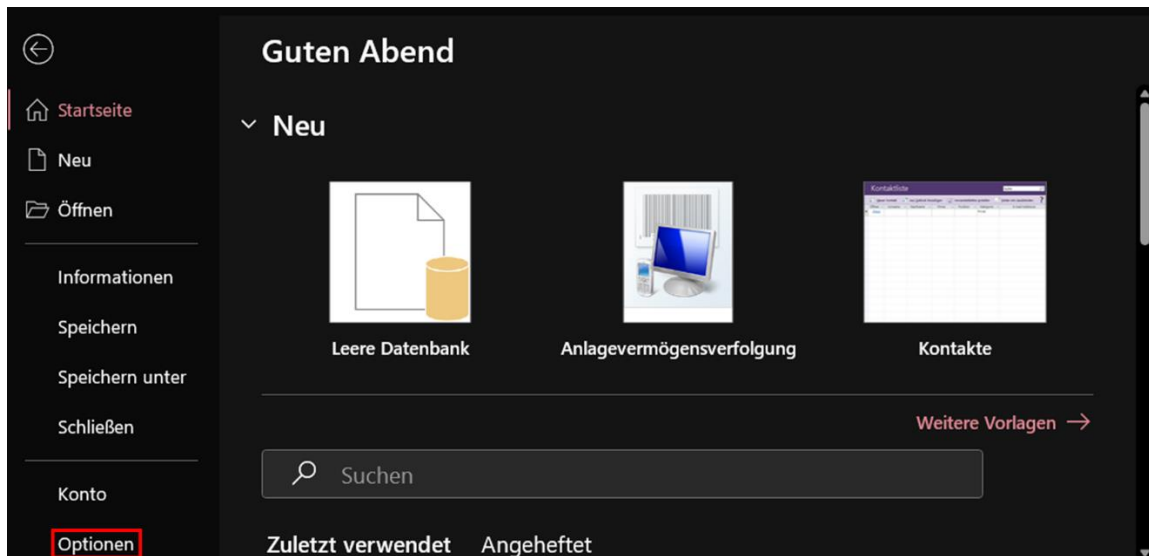 Guten Abend
Startseite
Neu
Öffnen
Informationen
Speichern
Speichern unter
Schließen
Konto
Optionen
Neu
Kontaktliste
Leere Datenbank
Anlagevermögensverfolgung
Kontakte
Weitere Vorlagen
Suchen
Zuletzt verwendet Angeheftet